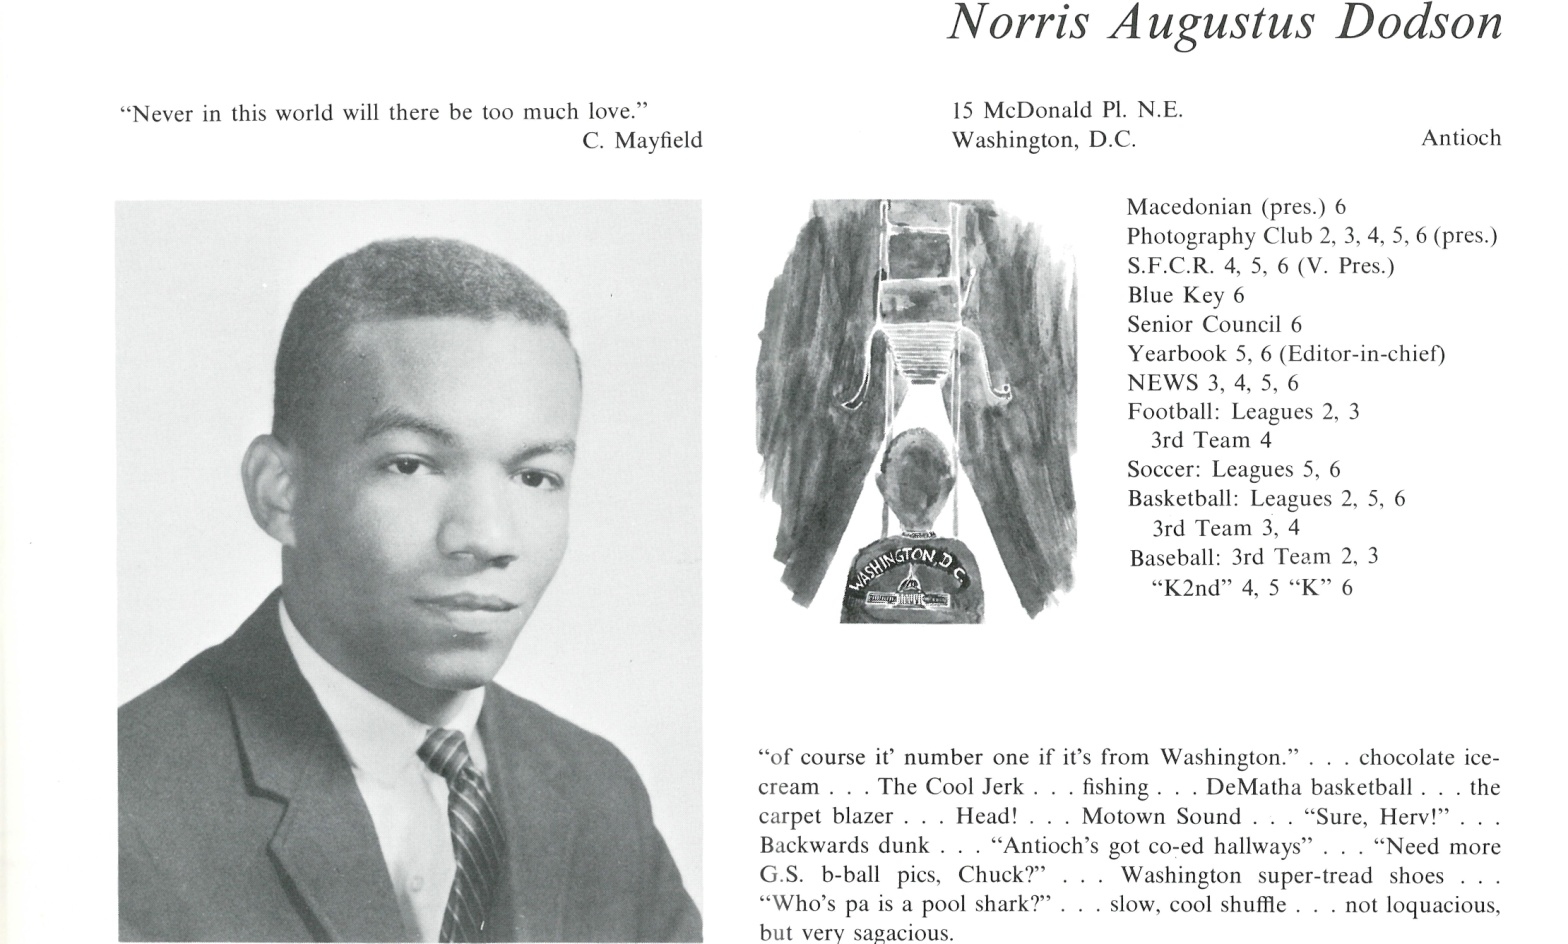 Norris Augustus Dodson
“Never in this world will there be too much love.”
C. Mayfield
15 McDonald Pl. N.E.
Washington, D.C.
Antioch
Macedonian (pres.) 6
Photography Club 2, 3, 4, 5, 6 (pres.)
S.F.C.R. 4, 5, 6 (V. Pres.)
Blue Key 6
Senior Council 6
Yearbook 5, 6 (Editor-in-chief)
NEWS 3, 4, 5, 6
Football: Leagues 2, 3
3rd Team 4
Soccer: Leagues 5, 6
Basketball: Leagues 2, 5, 6
3rd Team 3, 4
Baseball: 3rd Team 2, 3
“K2nd” 4, 5 “K” 6
WASHINGTON, D C.
“of course it’ number one if it’s from Washington.” . . . chocolate ice-
cream . . . The Cool Jerk . . . fishing . . . DeMatha basketball . . . the
carpet blazer . . . Head! . . . Motown Sound . . . “Sure, Herv!” . . .
Backwards dunk . . . “Antioch’s got co-ed hallways” . . . “Need more
G.S. b-ball pics, Chuck?” . . . Washington super-tread shoes . . .
“Who’s pa is a pool shark?” . . . slow, cool shuffle . . . not loquacious,
but very sagacious.